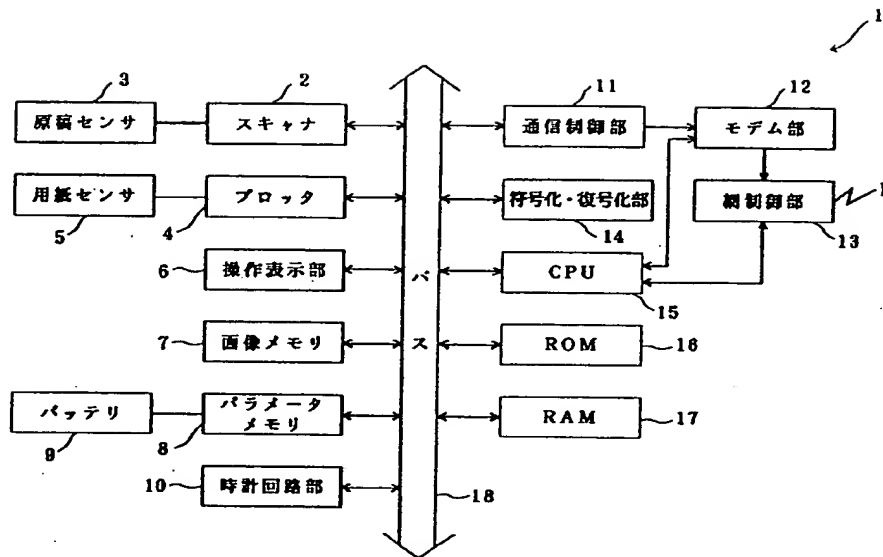 1
3
2
11
12
原稿センサ
スキャナ
通信制御部
モデム部
用紙センサ
プロッタ
符号化・復号化部
網制御部
5
4
14
13
6
操作表示部
バス
CPU
15
7
画像メモリ
ROM
16
バッテリ
パラメータ
メモリ
RAM
17
9
8
10
時計回路部
18